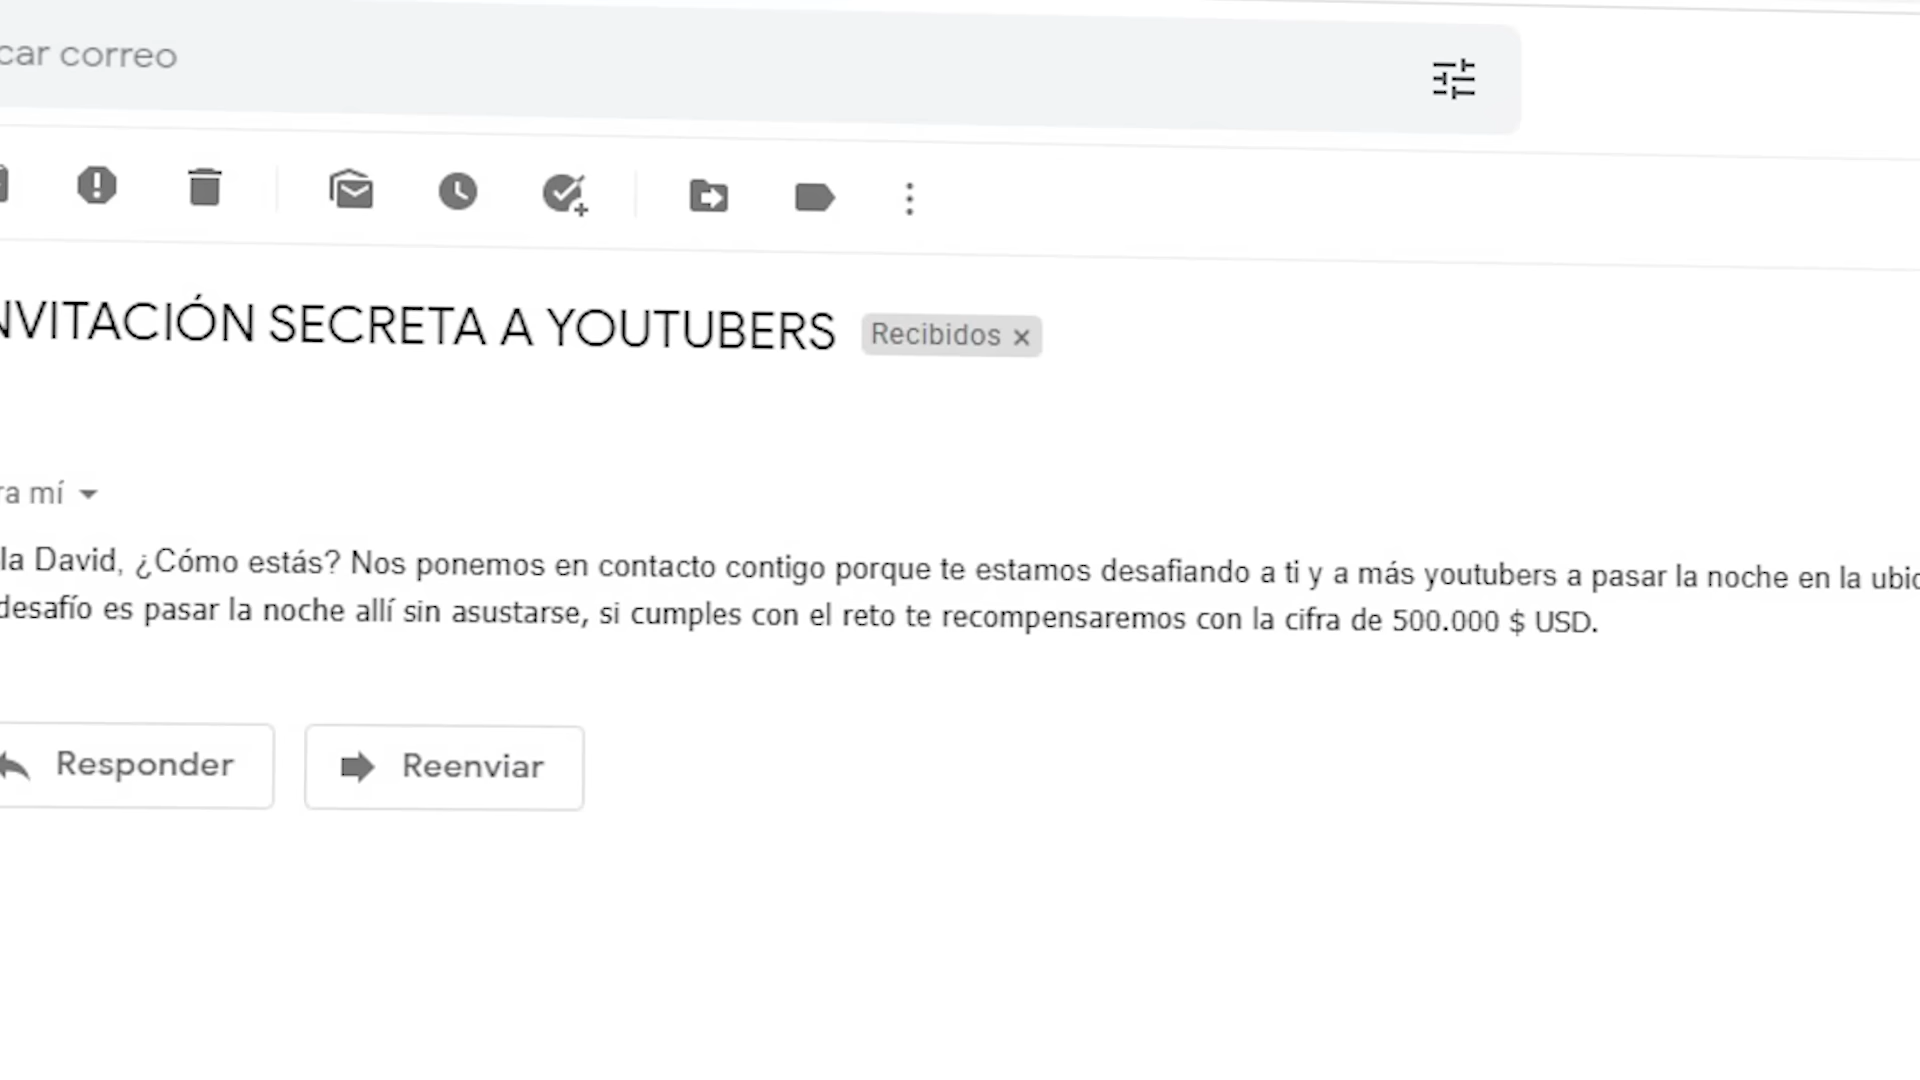 car correo
NVITACIÓN SECRETA A YOUTUBERS Recibidos ×
ra mí
la David, ¿Cómo estás? Nos ponemos en contacto contigo porque te estamos desafiando a ti y a más youtubers a pasar la noche en la ubic
desafío es pasar la noche allí sin asustarse, si cumples con el reto te recompensaremos con la cifra de 500.000 $ USD.
Responder Reenviar